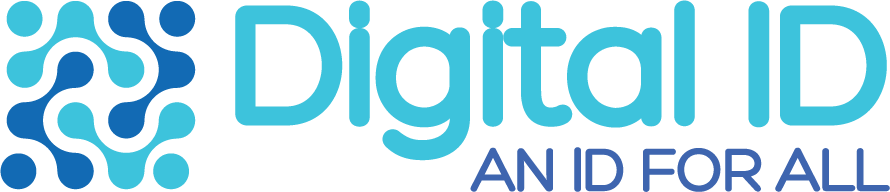 Digital ID
AN ID FOR ALL